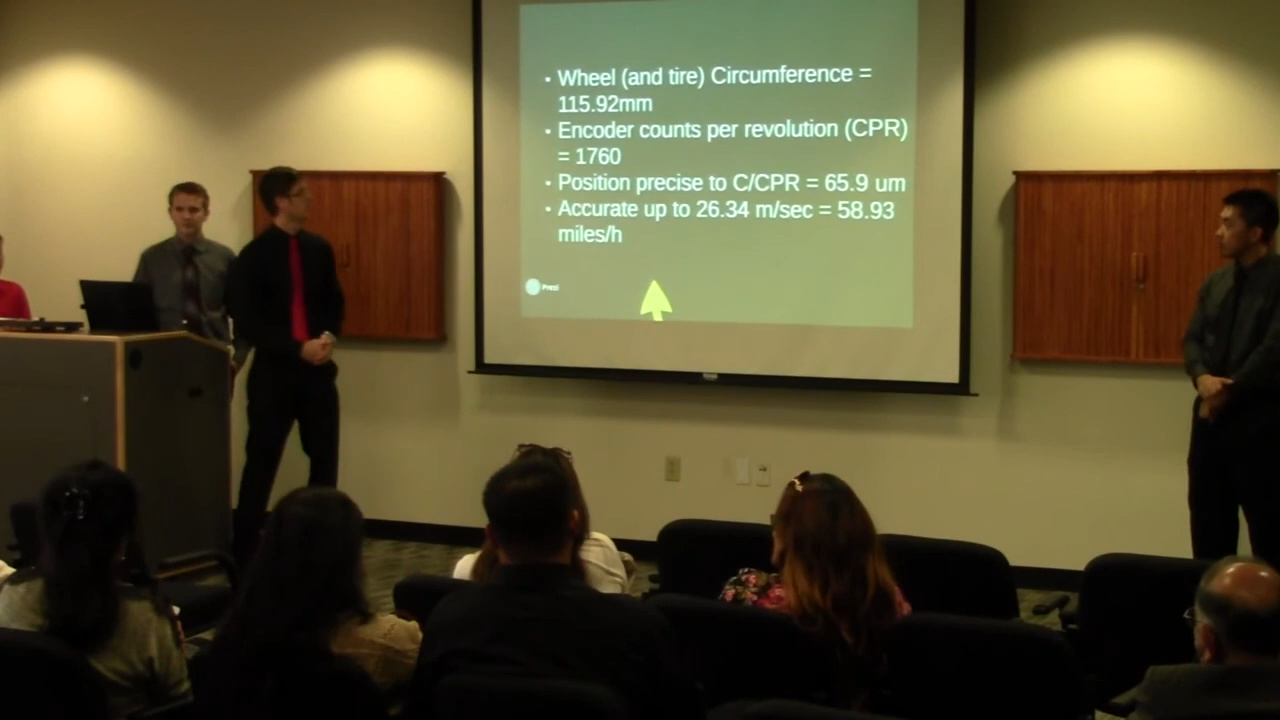 • Wheel (and tire) Circumference =
115.92mm
• Encoder counts per revolution (CPR)
= 1760
• Position precise to C/CPR = 65.9 um
• Accurate up to 26.34 m/sec = 58.93
miles/h
Prezi